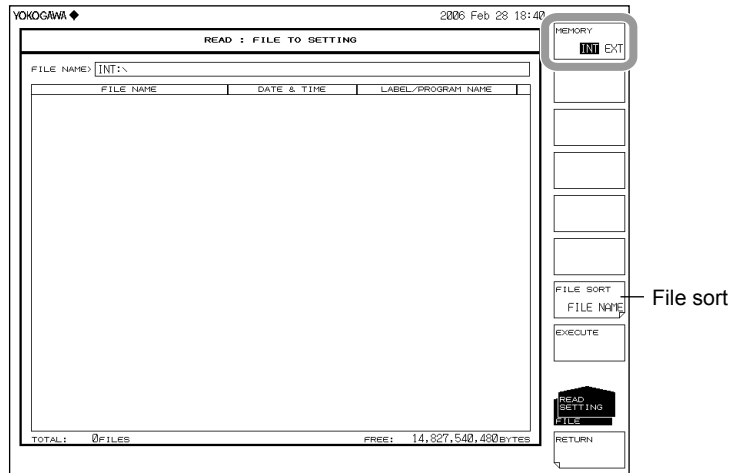 YOKOGAWA ◆
2006 Feb 28 18:40
READ : FILE TO SETTING
FILE NAME> INT:\
FILE NAME DATE & TIME LABEL/PROGRAM NAME
TOTAL: 0FILES FREE: 14,827,540,480BYTES
MEMORY
INT EXT
FILE SORT
FILE NAME
File sort
EXECUTE
READ
SETTING
FILE
RETURN